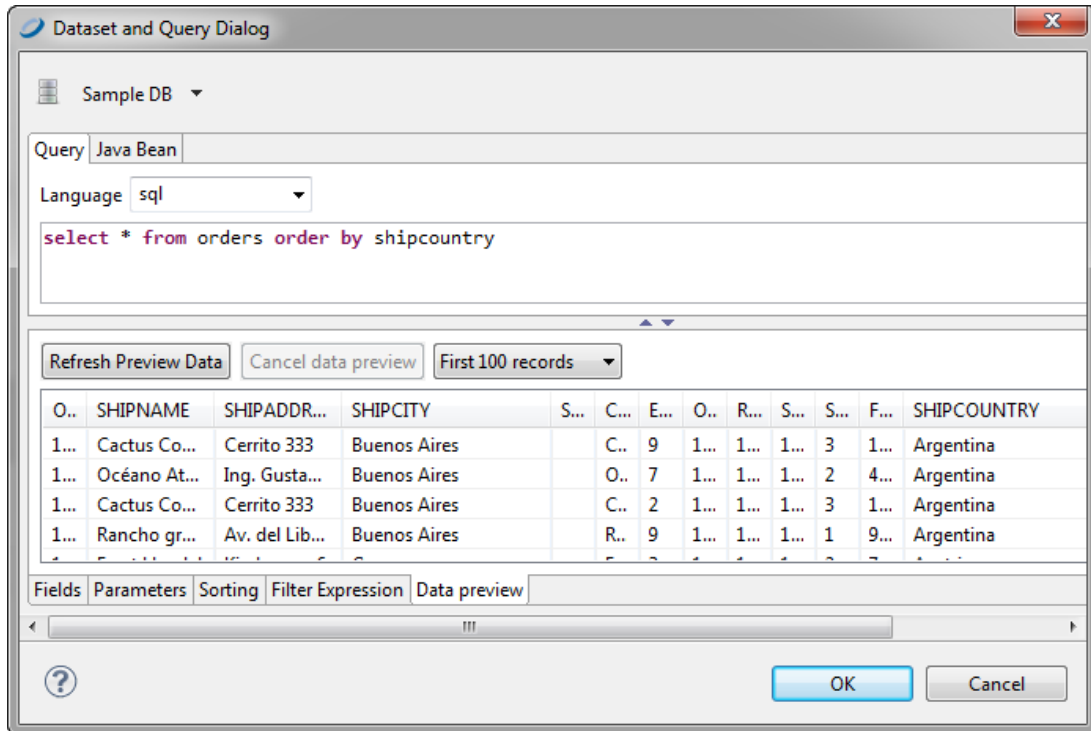 Dataset and Query Dialog
Sample DB
Query Java Bean
Language sql
select * from orders order by shipcountry
Refresh Preview Data Cancel data preview First 100 records
O.. SHIPNAME SHIPADDR... SHIPCITY S... C... E... O.. R... S... S... F... SHIPCOUNTRY
1... Cactus Co... Cerrito 333 Buenos Aires C.. 9 1... 1... 1... 3 1... Argentina
1... Océano At... Ing. Gusta... Buenos Aires O.. 7 1... 1... 1... 2 4... Argentina
1... Cactus Co... Cerrito 333 Buenos Aires C.. 2 1... 1... 1... 3 1... Argentina
1... Rancho gr... Av. del Lib... Buenos Aires R.. 9 1... 1... 1... 1 9... Argentina
Fields Parameters Sorting Filter Expression Data preview
OK Cancel